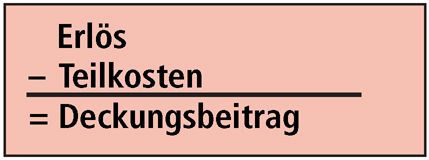 Erlös
– Teilkosten
= Deckungsbeitrag